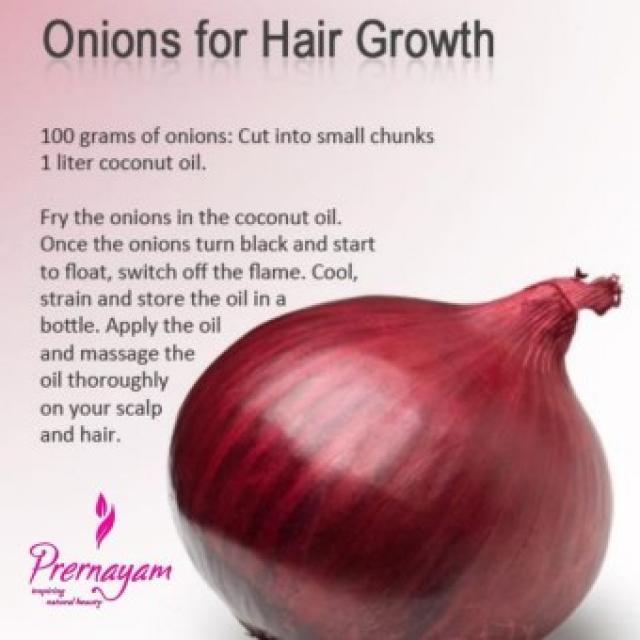 Onions for Hair Growth
100 grams of onions: Cut into small chunks
1 liter coconut oil.
Fry the onions in the coconut oil.
Once the onions turn black and start
to float, switch off the flame. Cool,
strain and store the oil in a
bottle. Apply the oil
and massage the
oil thoroughly
on your scalp
and hair.
Prernayam
inspiring
natural beauty